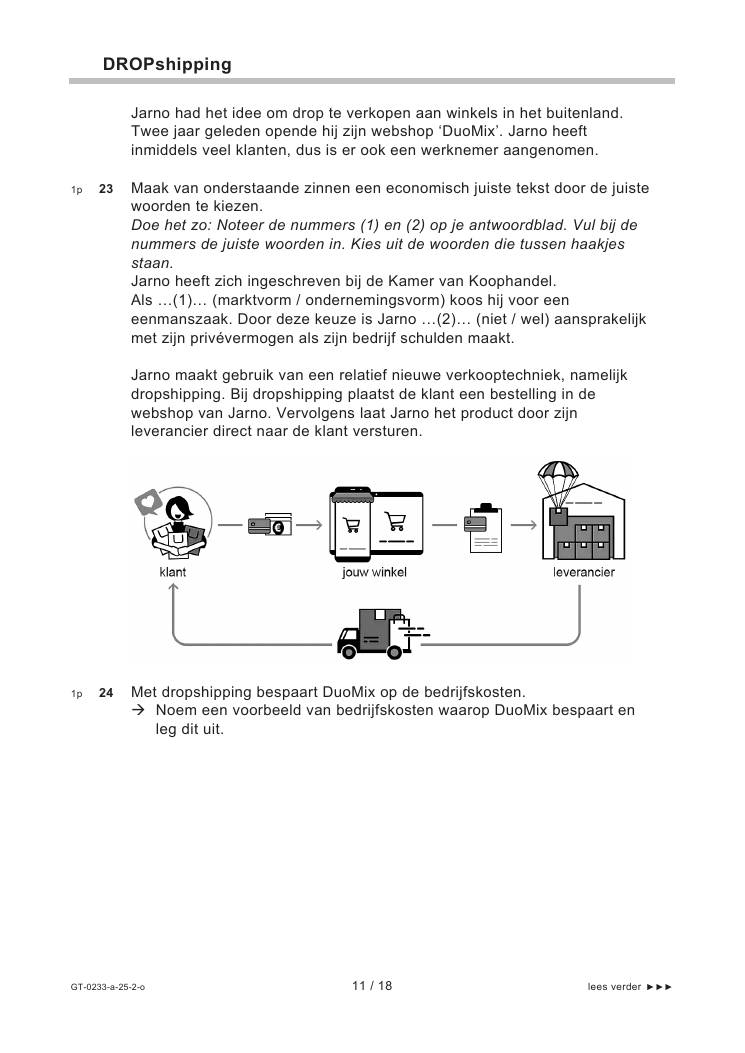 DROPshipping
Jarno had het idee om drop te verkopen aan winkels in het buitenland.
Twee jaar geleden opende hij zijn webshop ‘DuoMix’. Jarno heeft
inmiddels veel klanten, dus is er ook een werknemer aangenomen.
1p 23 Maak van onderstaande zinnen een economisch juiste tekst door de juiste
woorden te kiezen.
Doe het zo: Noteer de nummers (1) en (2) op je antwoordblad. Vul bij de
nummers de juiste woorden in. Kies uit de woorden die tussen haakjes
staan.
Jarno heeft zich ingeschreven bij de Kamer van Koophandel.
Als …(1)… (marktvorm / ondernemingsvorm) koos hij voor een
eenmanszaak. Door deze keuze is Jarno …(2)… (niet / wel) aansprakelijk
met zijn privévermogen als zijn bedrijf schulden maakt.
Jarno maakt gebruik van een relatief nieuwe verkooptechniek, namelijk
dropshipping. Bij dropshipping plaatst de klant een bestelling in de
webshop van Jarno. Vervolgens laat Jarno het product door zijn
leverancier direct naar de klant versturen.
klant jouw winkel leverancier
1p 24 Met dropshipping bespaart DuoMix op de bedrijfskosten.
→ Noem een voorbeeld van bedrijfskosten waarop DuoMix bespaart en
leg dit uit.
GT-0233-a-25-2-o 11 / 18 lees verder ►►►